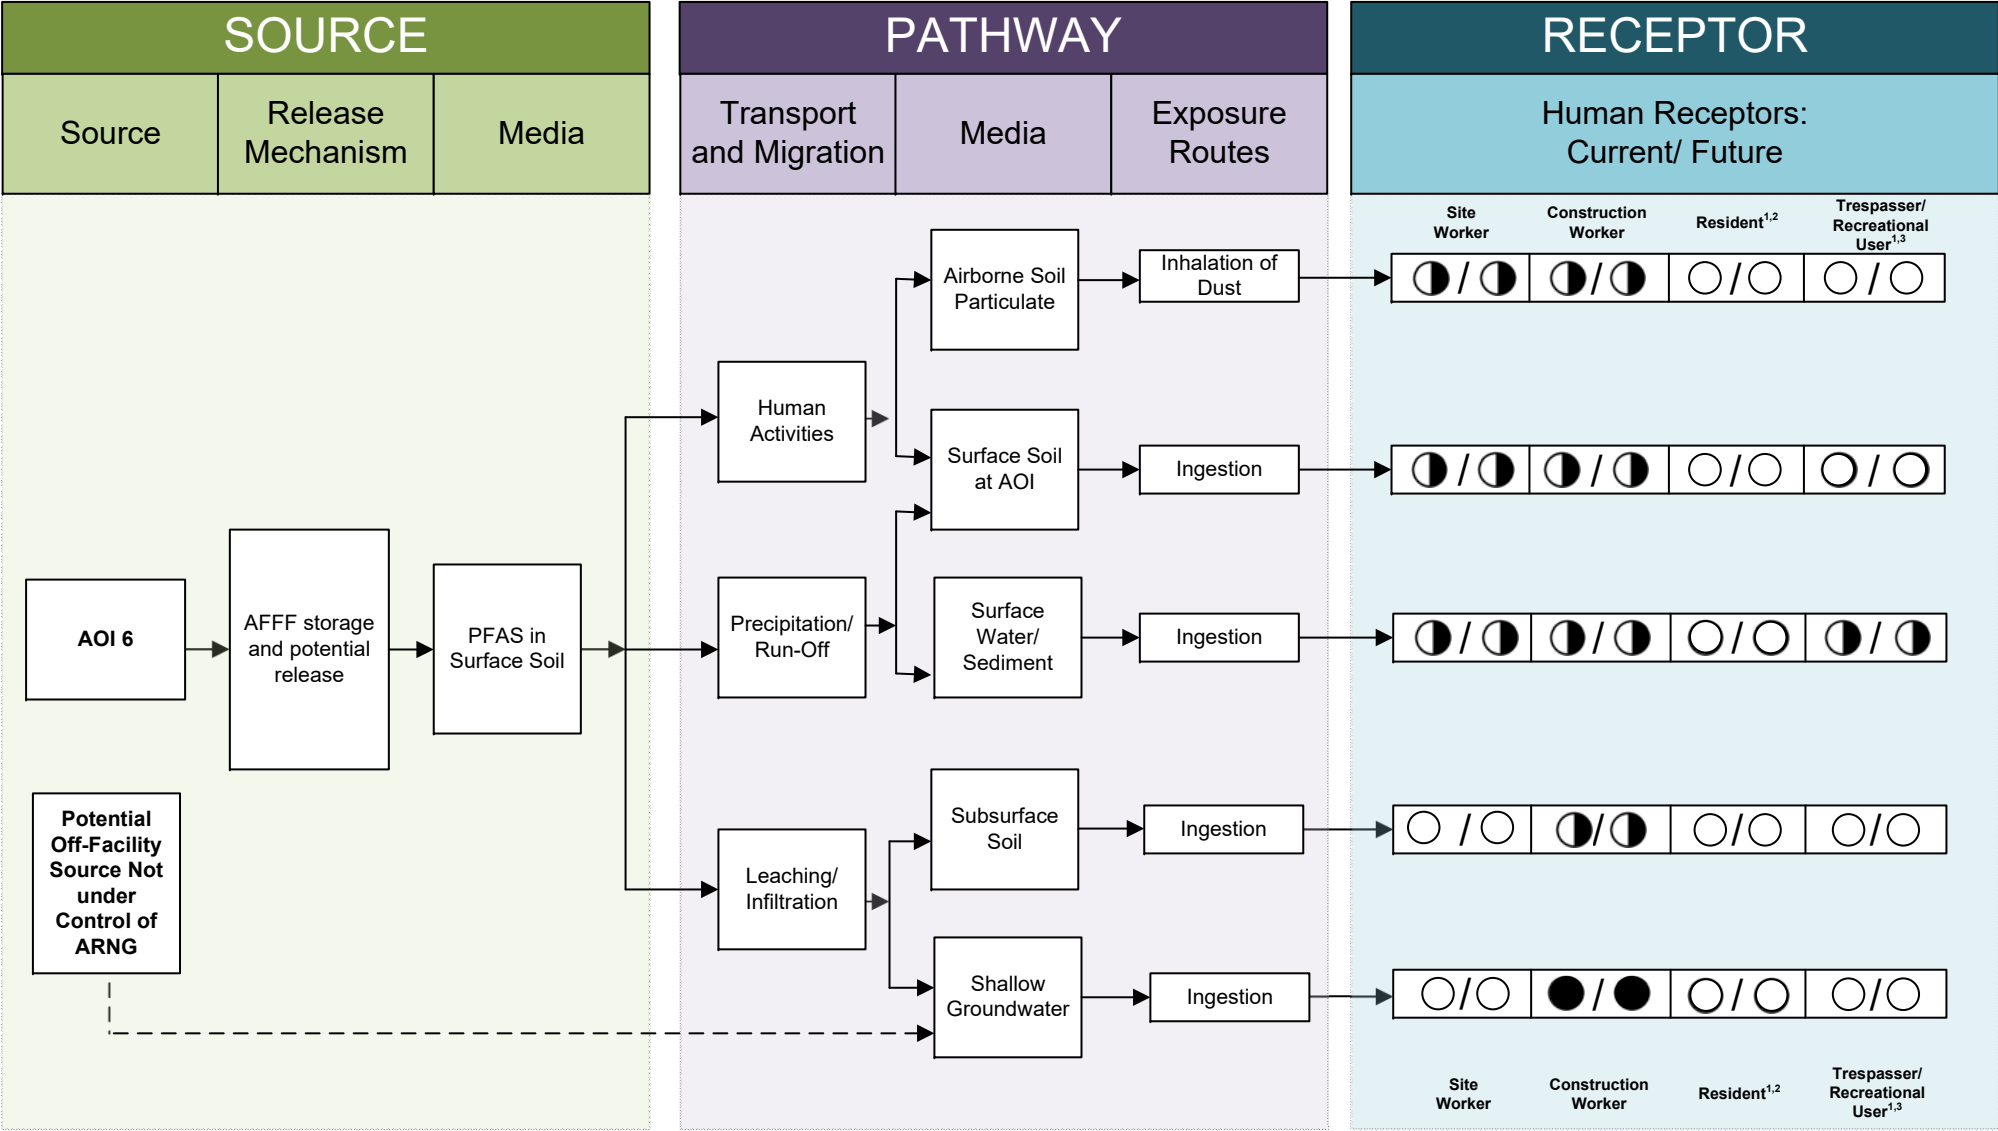 SOURCE
PATHWAY
RECEPTOR
Source
Release
Mechanism
Media
Transport
and Migration
Media
Exposure
Routes
Human Receptors:
Current/ Future
Site
Worker
Construction
Worker
Resident1,2
Trespasser/
Recreational
User1,3
Airborne Soil
Particulate
Inhalation of
Dust
/
/
/
/
Human
Activities
Surface Soil
at AOI
Ingestion
/
/
/
/
AOI 6
AFFF storage
and potential
release
PFAS in
Surface Soil
Precipitation/
Run-Off
Surface
Water/
Sediment
Ingestion
/
/
/
/
Potential
Off-Facility
Source Not
under
Control of
ARNG
Leaching/
Infiltration
Subsurface
Soil
Ingestion
/
/
/
/
Shallow
Groundwater
Ingestion
/
/
/
/
Site
Worker
Construction
Worker
Resident1,2
Trespasser/
Recreational
User1,3